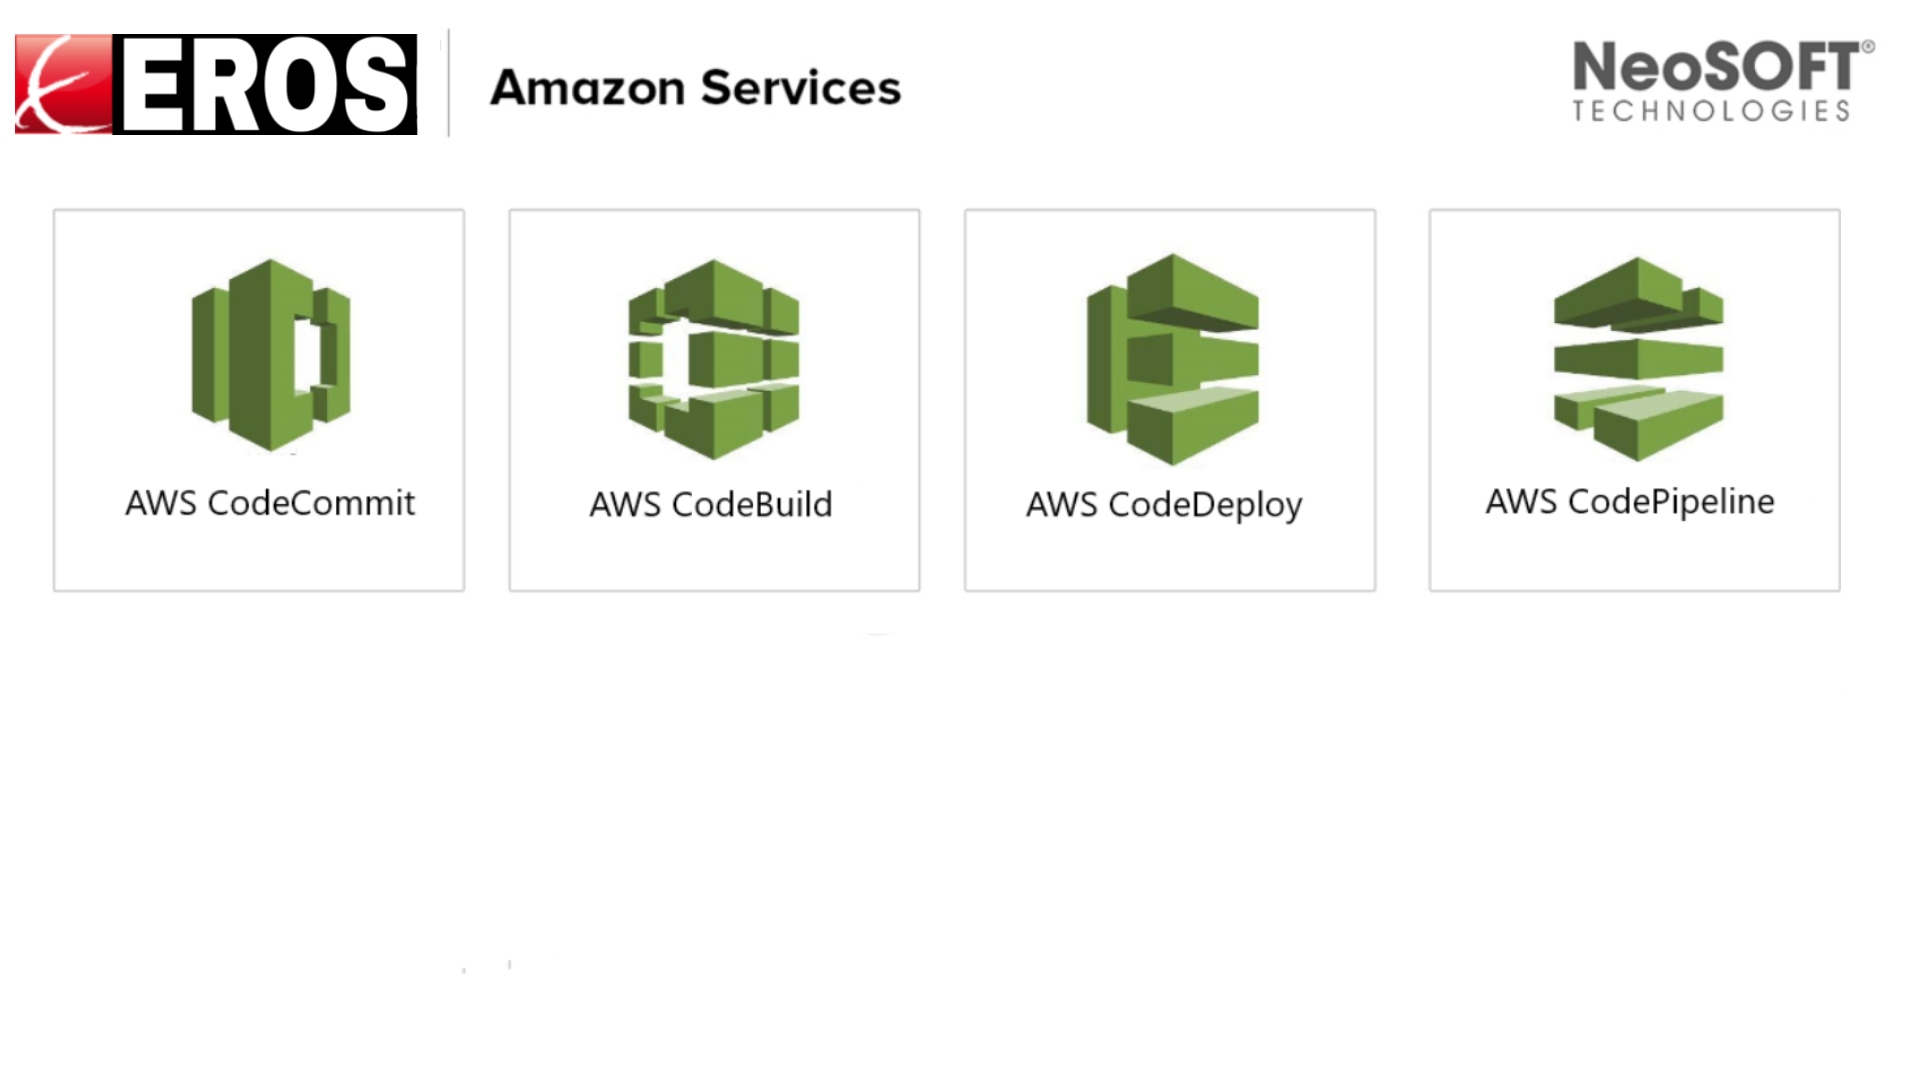 EROS
Amazon Services
NeoSOFT®
TECHNOLOGIES
AWS CodeCommit
AWS CodeBuild
AWS CodeDeploy
AWS CodePipeline